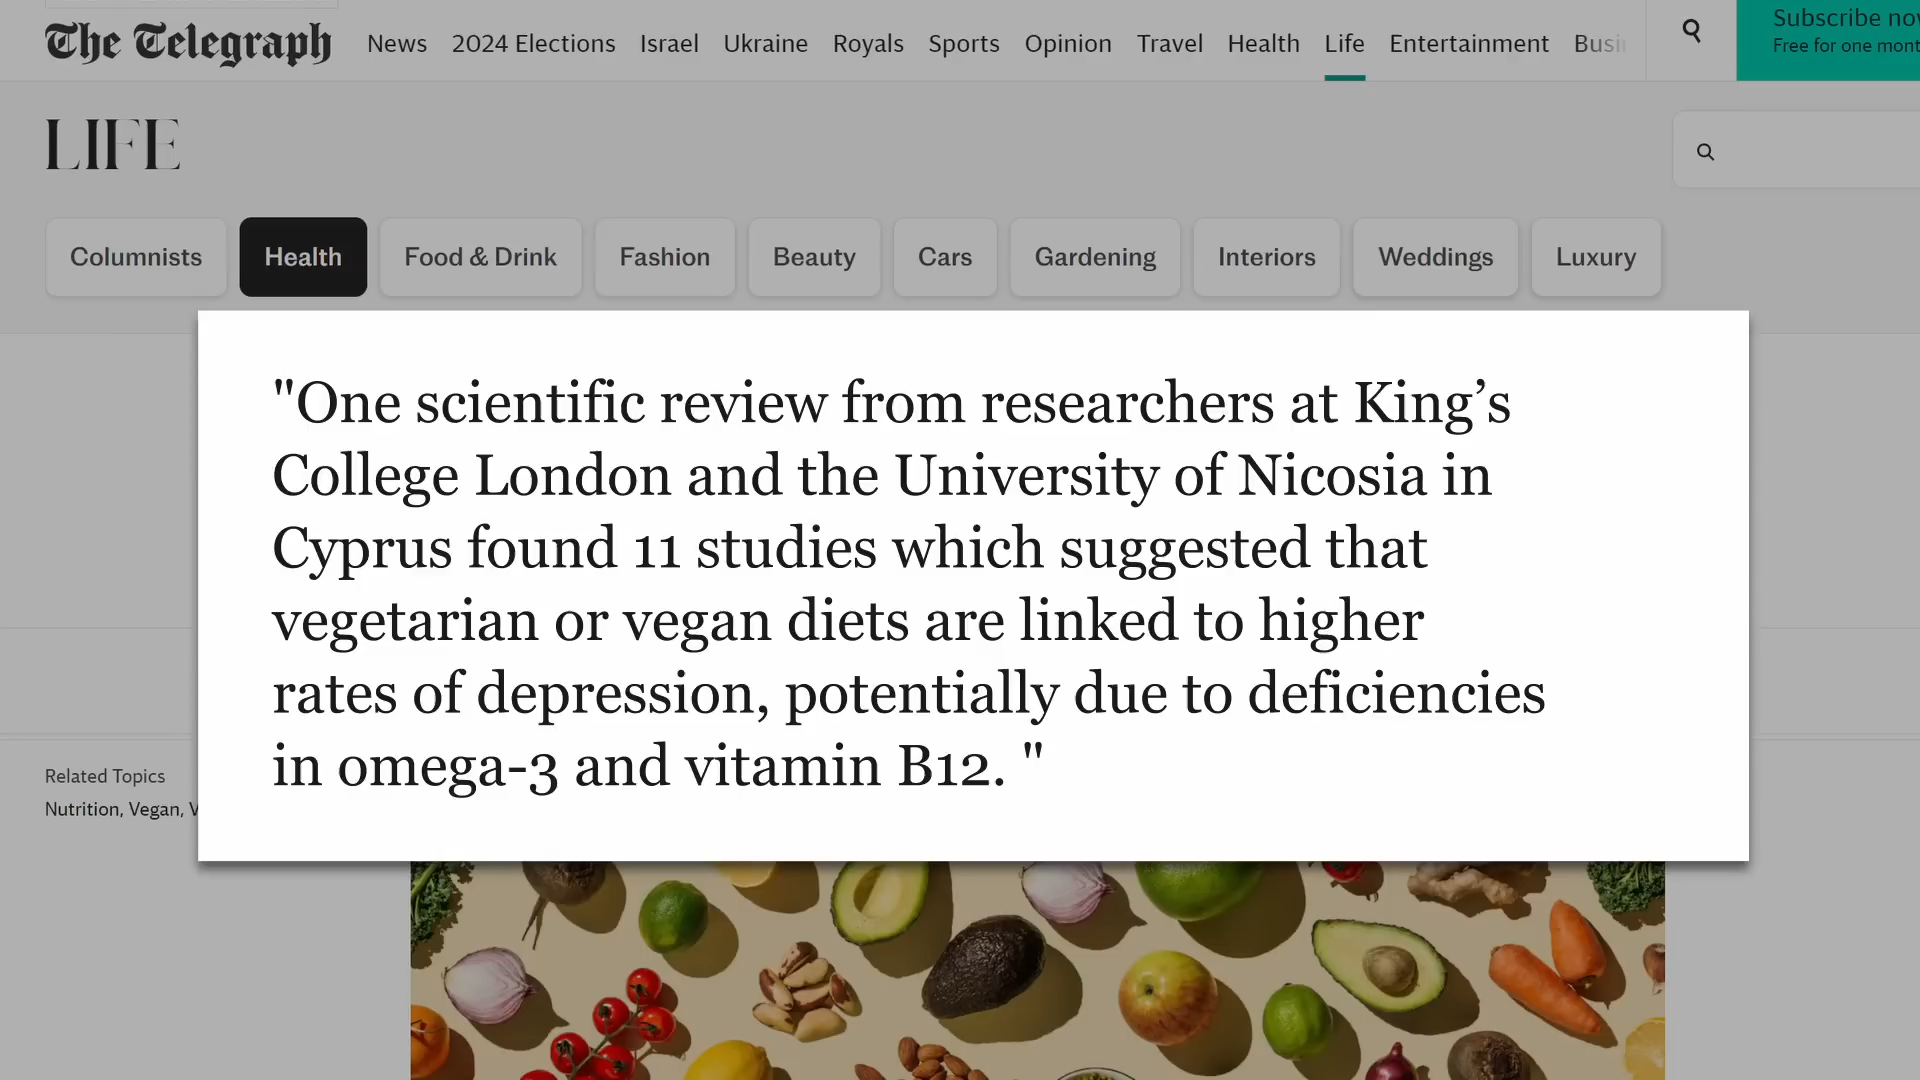 The Telegraph
News 2024 Elections Israel Ukraine Royals Sports Opinion Travel Health Life Entertainment
Subscribe
Free for one
LIFE
Columnists Health Food & Drink Fashion Beauty Cars Gardening Interiors Weddings Luxury
"One scientific review from researchers at King’s
College London and the University of Nicosia in
Cyprus found 11 studies which suggested that
vegetarian or vegan diets are linked to higher
rates of depression, potentially due to deficiencies
in omega-3 and vitamin B12. "
Related Topics
Nutrition, Vegan,